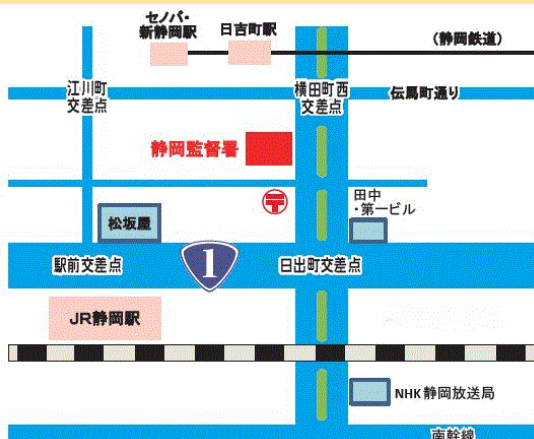 セノバ・
新静岡駅
日吉町駅
(静岡鉄道)
江川町
交差点
横田町西
交差点
伝馬町通り
静岡監督署
〒
田中
・第一ビル
松坂屋
駅前交差点
1
日出町交差点
JR静岡駅
NHK静岡放送局
南幹線